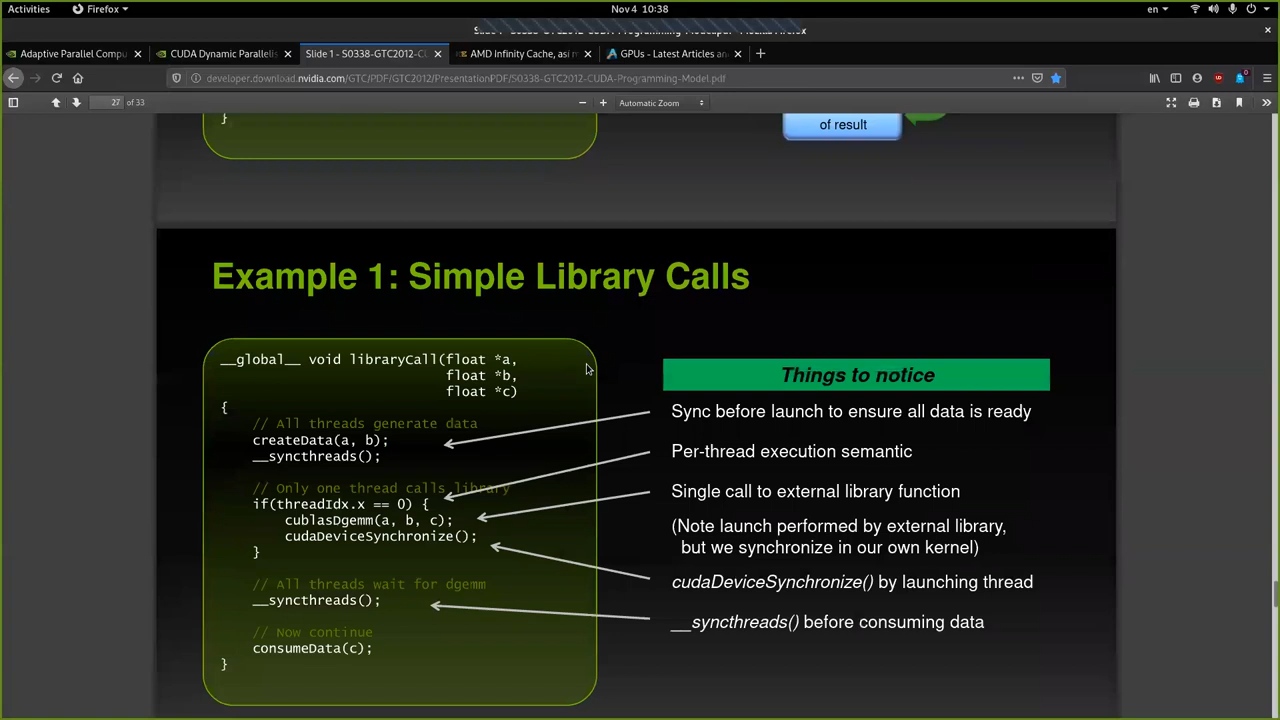 Activities
Firefox
Nov 4 10:38
en
Adaptive Parallel Compu
CUDA Dynamic Parallelis
Slide 1 - S0338-GTC2012-CU
AMD Infinity Cache, así m
GPUs - Latest Articles an
developer.download.nvidia.com/GTC/PDF/GTC2012/PresentationPDF/S0338-GTC2012-CUDA-Programming-Model.pdf
27 of 33
Automatic Zoom
}
of result
Example 1: Simple Library Calls
__global__ void libraryCall(float *a,
float *b,
float *c)
{
// All threads generate data
createData(a, b);
__syncthreads();
// Only one thread calls library
if(threadIdx.x == 0) {
cublasDgemm(a, b, c);
cudaDeviceSynchronize();
}
// All threads wait for dgemm
__syncthreads();
// Now continue
consumeData(c);
}
Things to notice
Sync before launch to ensure all data is ready
Per-thread execution semantic
Single call to external library function
(Note launch performed by external library,
but we synchronize in our own kernel)
cudaDeviceSynchronize() by launching thread
__syncthreads() before consuming data